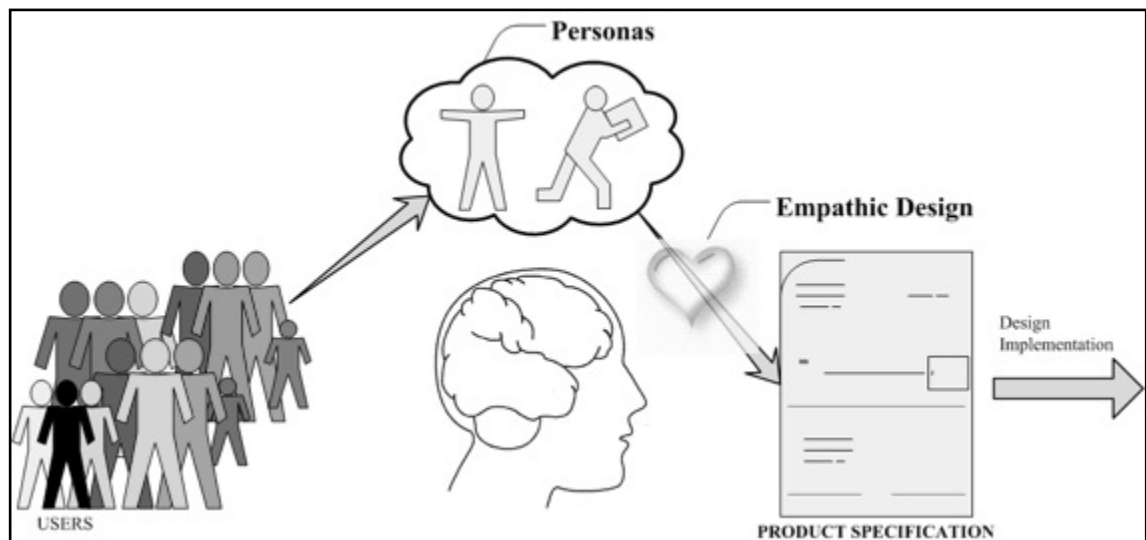 Personas
Empathic Design
Design
Implementation
USERS
PRODUCT SPECIFICATION